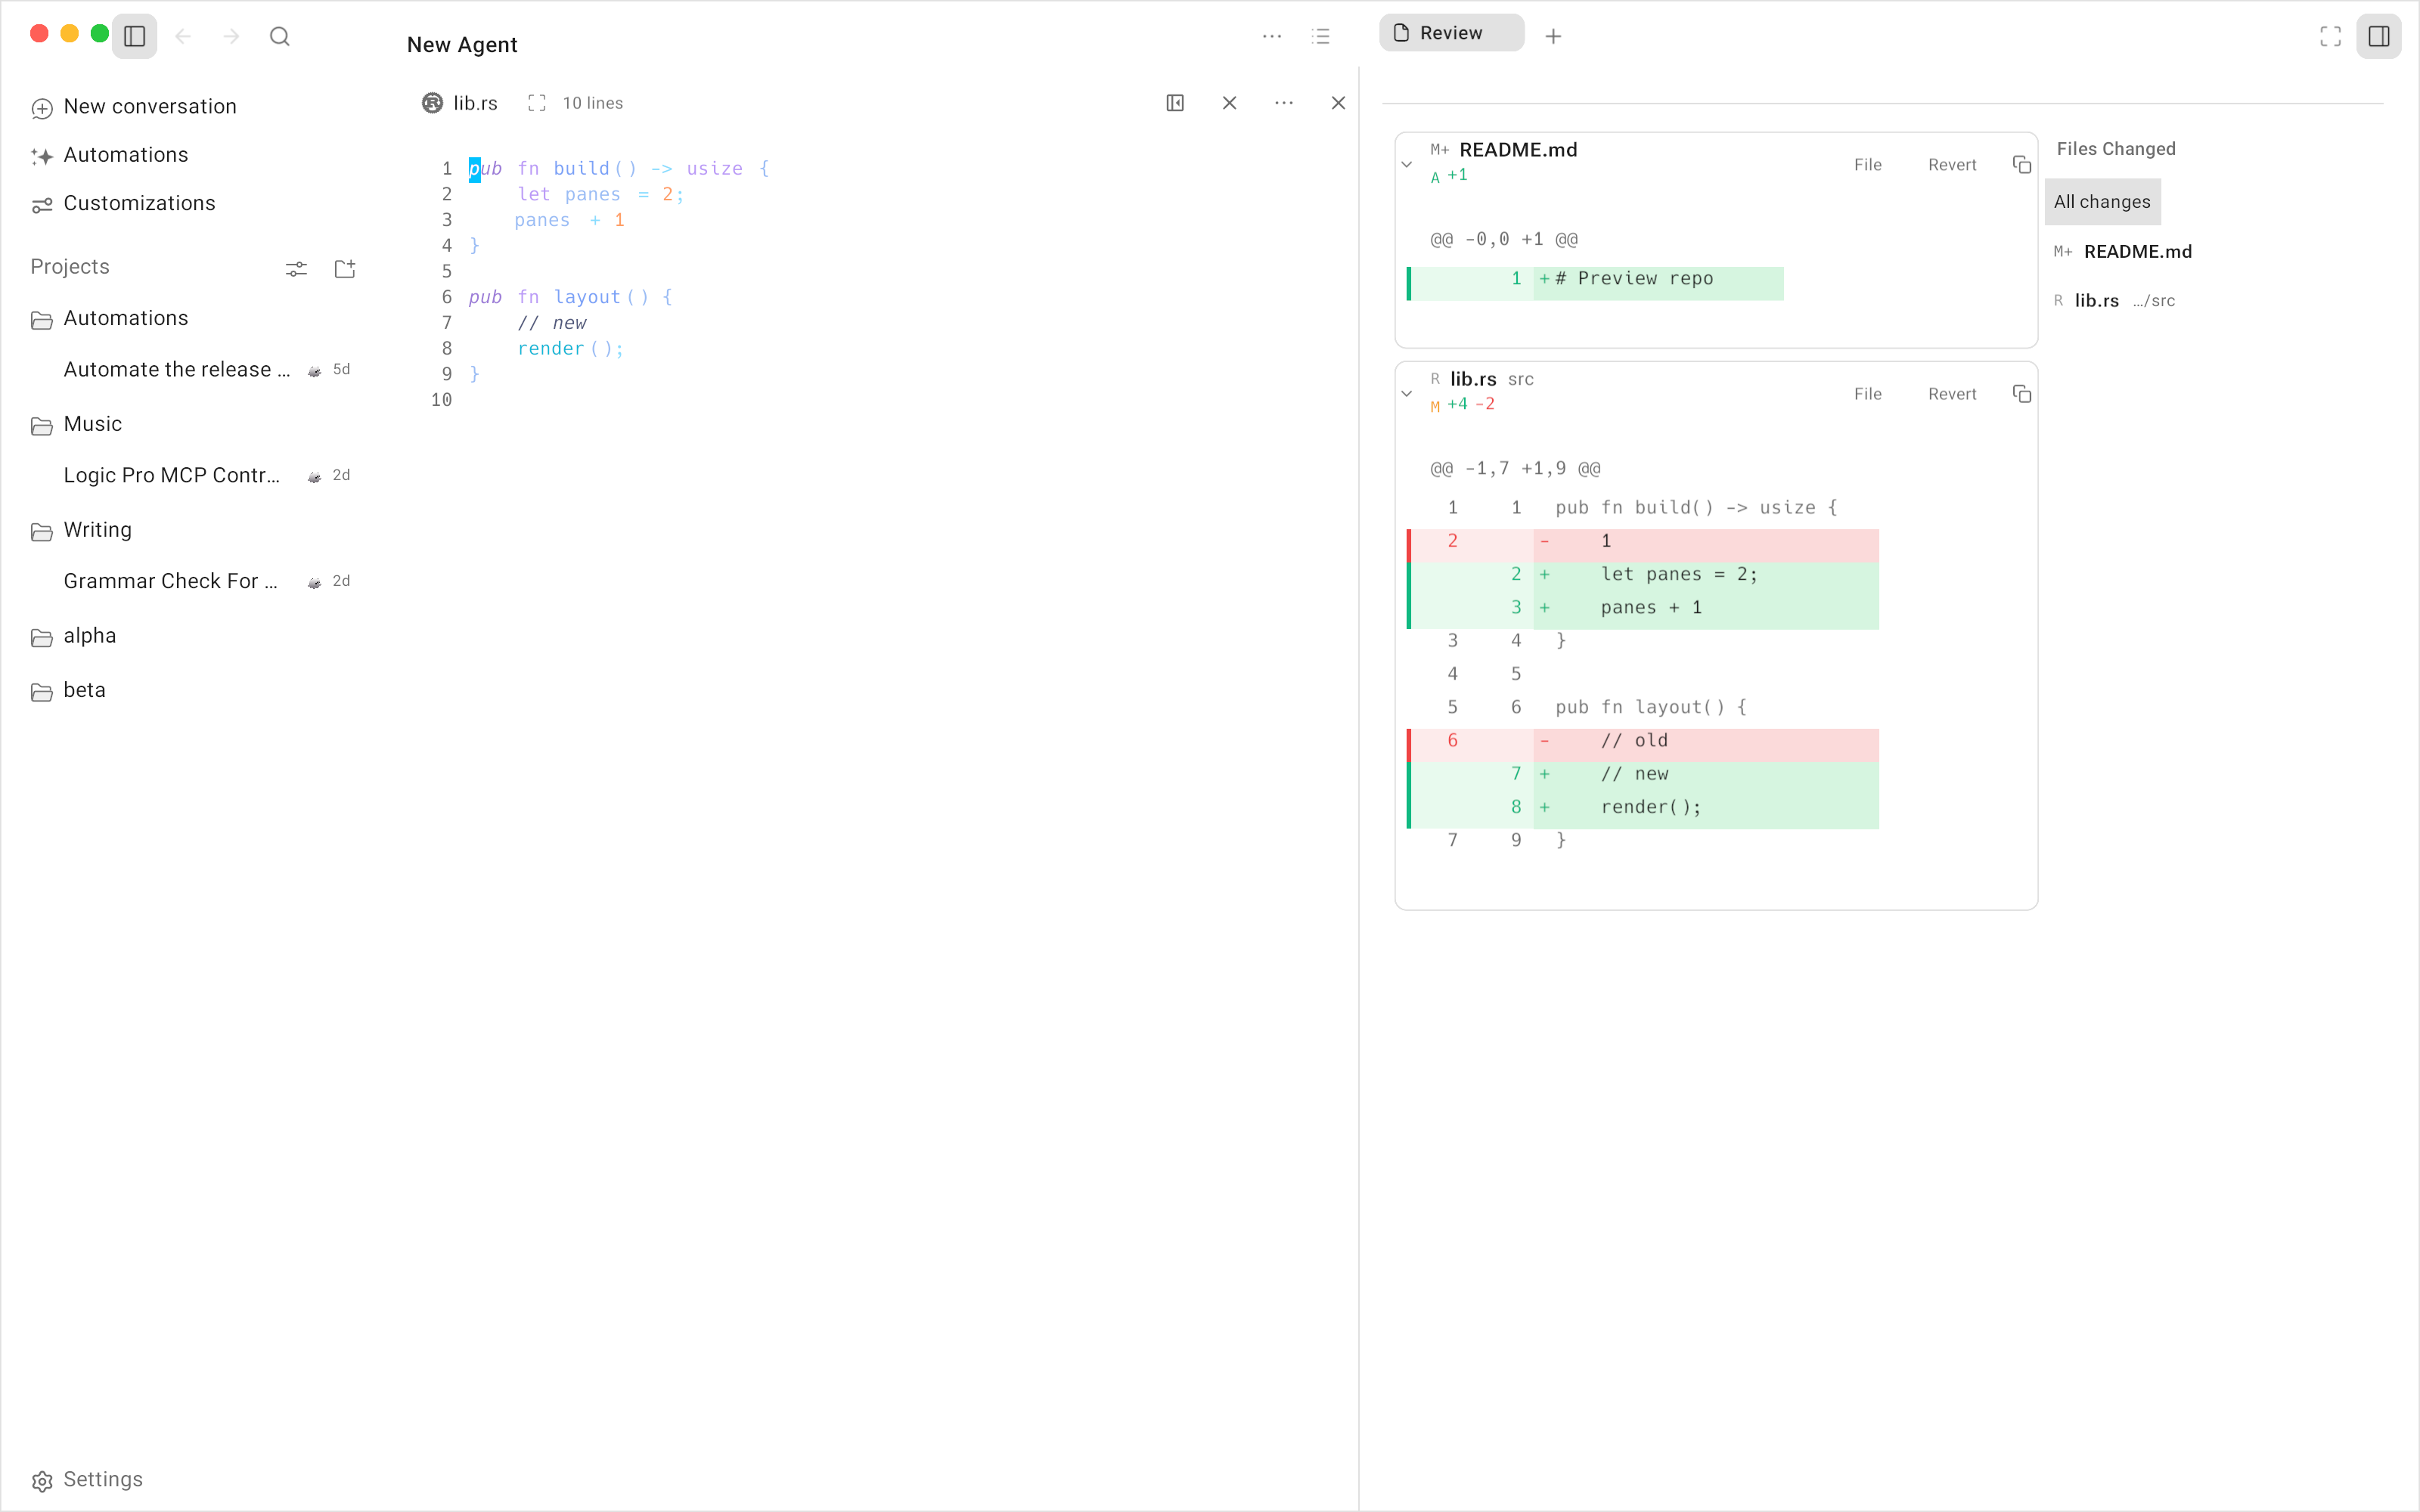 New Agent
Review
New conversation
Automations
Customizations
Projects
Automations
Automate the release ... 5d
Music
Logic Pro MCP Contr... 2d
Writing
Grammar Check For ... 2d
alpha
beta
Settings
lib.rs 10 lines
1 pub fn build() -> usize {
2     let panes = 2;
3     panes + 1
4 }
5
6 pub fn layout() {
7     // new
8     render();
9 }
10
M+ README.md
A +1
File Revert
@@ -0,0 +1 @@
1 +# Preview repo
R lib.rs src
M +4 -2
File Revert
@@ -1,7 +1,9 @@
1 1 pub fn build() -> usize {
2 -     1
2 +     let panes = 2;
3 +     panes + 1
3 4 }
4 5
5 6 pub fn layout() {
6 -     // old
7 +     // new
8 +     render();
7 9 }
Files Changed
All changes
M+ README.md
R lib.rs .../src